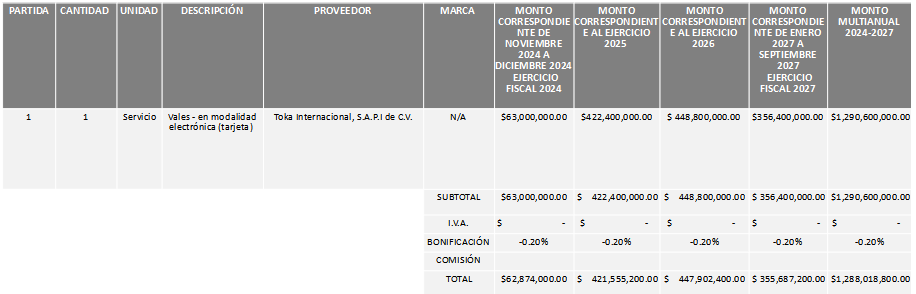 PARTIDA CANTIDAD UNIDAD DESCRIPCIÓN PROVEEDOR MARCA MONTO CORRESPONDIE NTE DE NOVIEMBRE 2024 A DICIEMBRE 2024 EJERCICIO FISCAL 2024 MONTO CORRESPONDIENT E AL EJERCICIO 2025 MONTO CORRESPONDIENT E AL EJERCICIO 2026 MONTO CORRESPONDIE NTE DE ENERO 2027 A SEPTIEMBRE 2027 EJERCICIO FISCAL 2027 MONTO MULTIANUAL 2024-2027
1 1 Servicio Vales - en modalidad electrónica (tarjeta) Toka Internacional, S.A.P.I de C.V. N/A $63,000,000.00 $422,400,000.00 $ 448,800,000.00 $356,400,000.00 $1,290,600,000.00
SUBTOTAL $63,000,000.00 $ 422,400,000.00 $ 448,800,000.00 $ 356,400,000.00 $1,290,600,000.00
I.V.A. $ - $ - $ - $ - $ -
BONIFICACIÓN -0.20% -0.20% -0.20% -0.20% -0.20%
COMISIÓN
TOTAL $62,874,000.00 $ 421,555,200.00 $ 447,902,400.00 $ 355,687,200.00 $1,288,018,800.00